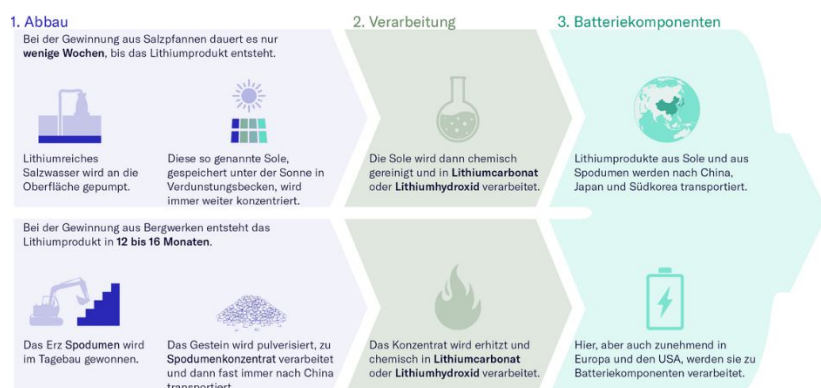 1. Abbau
2. Verarbeitung
3. Batteriekomponenten
Bei der Gewinnung aus Salzpfannen dauert es nur
wenige Wochen, bis das Lithiumprodukt entsteht.
Lithiumreiches
Salzwasser wird an die
Oberfläche gepumpt.
Diese so genannte Sole,
gespeichert unter der Sonne in
Verdunstungsbecken, wird
immer weiter konzentriert.
Die Sole wird dann chemisch
gereinigt und in Lithiumcarbonat
oder Lithiumhydroxid verarbeitet.
Lithiumprodukte aus Sole und aus
Spodumen werden nach China,
Japan und Südkorea transportiert.
Bei der Gewinnung aus Bergwerken entsteht das
Lithiumprodukt in 12 bis 16 Monaten.
Das Erz Spodumen wird
im Tagebau gewonnen.
Das Gestein wird pulverisiert, zu
Spodumenkonzentrat verarbeitet
und dann fast immer nach China
transportiert.
Das Konzentrat wird erhitzt und
chemisch in Lithiumcarbonat
oder Lithiumhydroxid verarbeitet.
Hier, aber auch zunehmend in
Europa und den USA, werden sie zu
Batteriekomponenten verarbeitet.